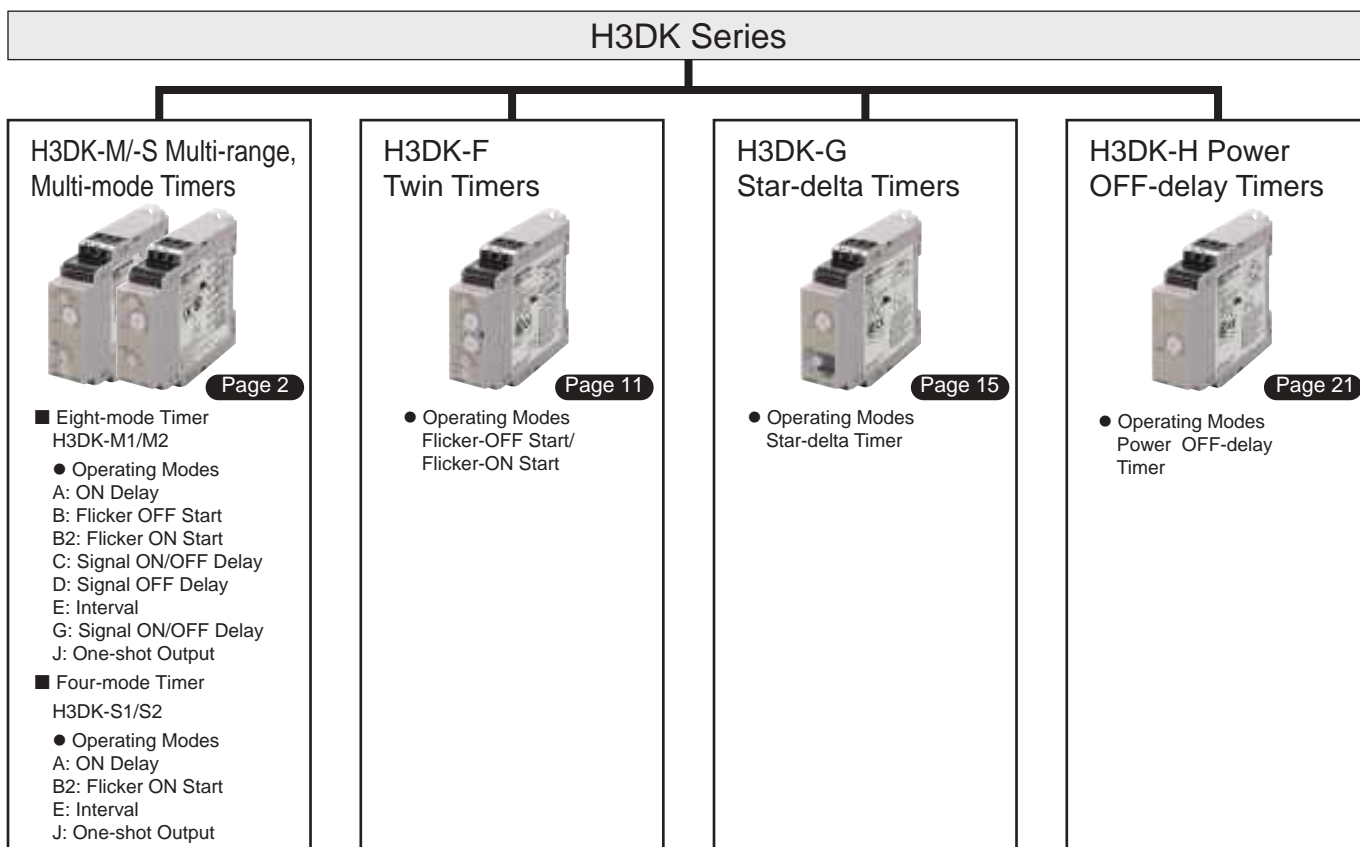 H3DK Series
H3DK-M/-S Multi-range,
Multi-mode Timers
Page 2
■ Eight-mode Timer
H3DK-M1/M2
● Operating Modes
A: ON Delay
B: Flicker OFF Start
B2: Flicker ON Start
C: Signal ON/OFF Delay
D: Signal OFF Delay
E: Interval
G: Signal ON/OFF Delay
J: One-shot Output
■ Four-mode Timer
H3DK-S1/S2
● Operating Modes
A: ON Delay
B2: Flicker ON Start
E: Interval
J: One-shot Output
H3DK-F
Twin Timers
Page 11
● Operating Modes
Flicker-OFF Start/
Flicker-ON Start
H3DK-G
Star-delta Timers
Page 15
● Operating Modes
Star-delta Timer
H3DK-H Power
OFF-delay Timers
Page 21
● Operating Modes
Power OFF-delay
Timer